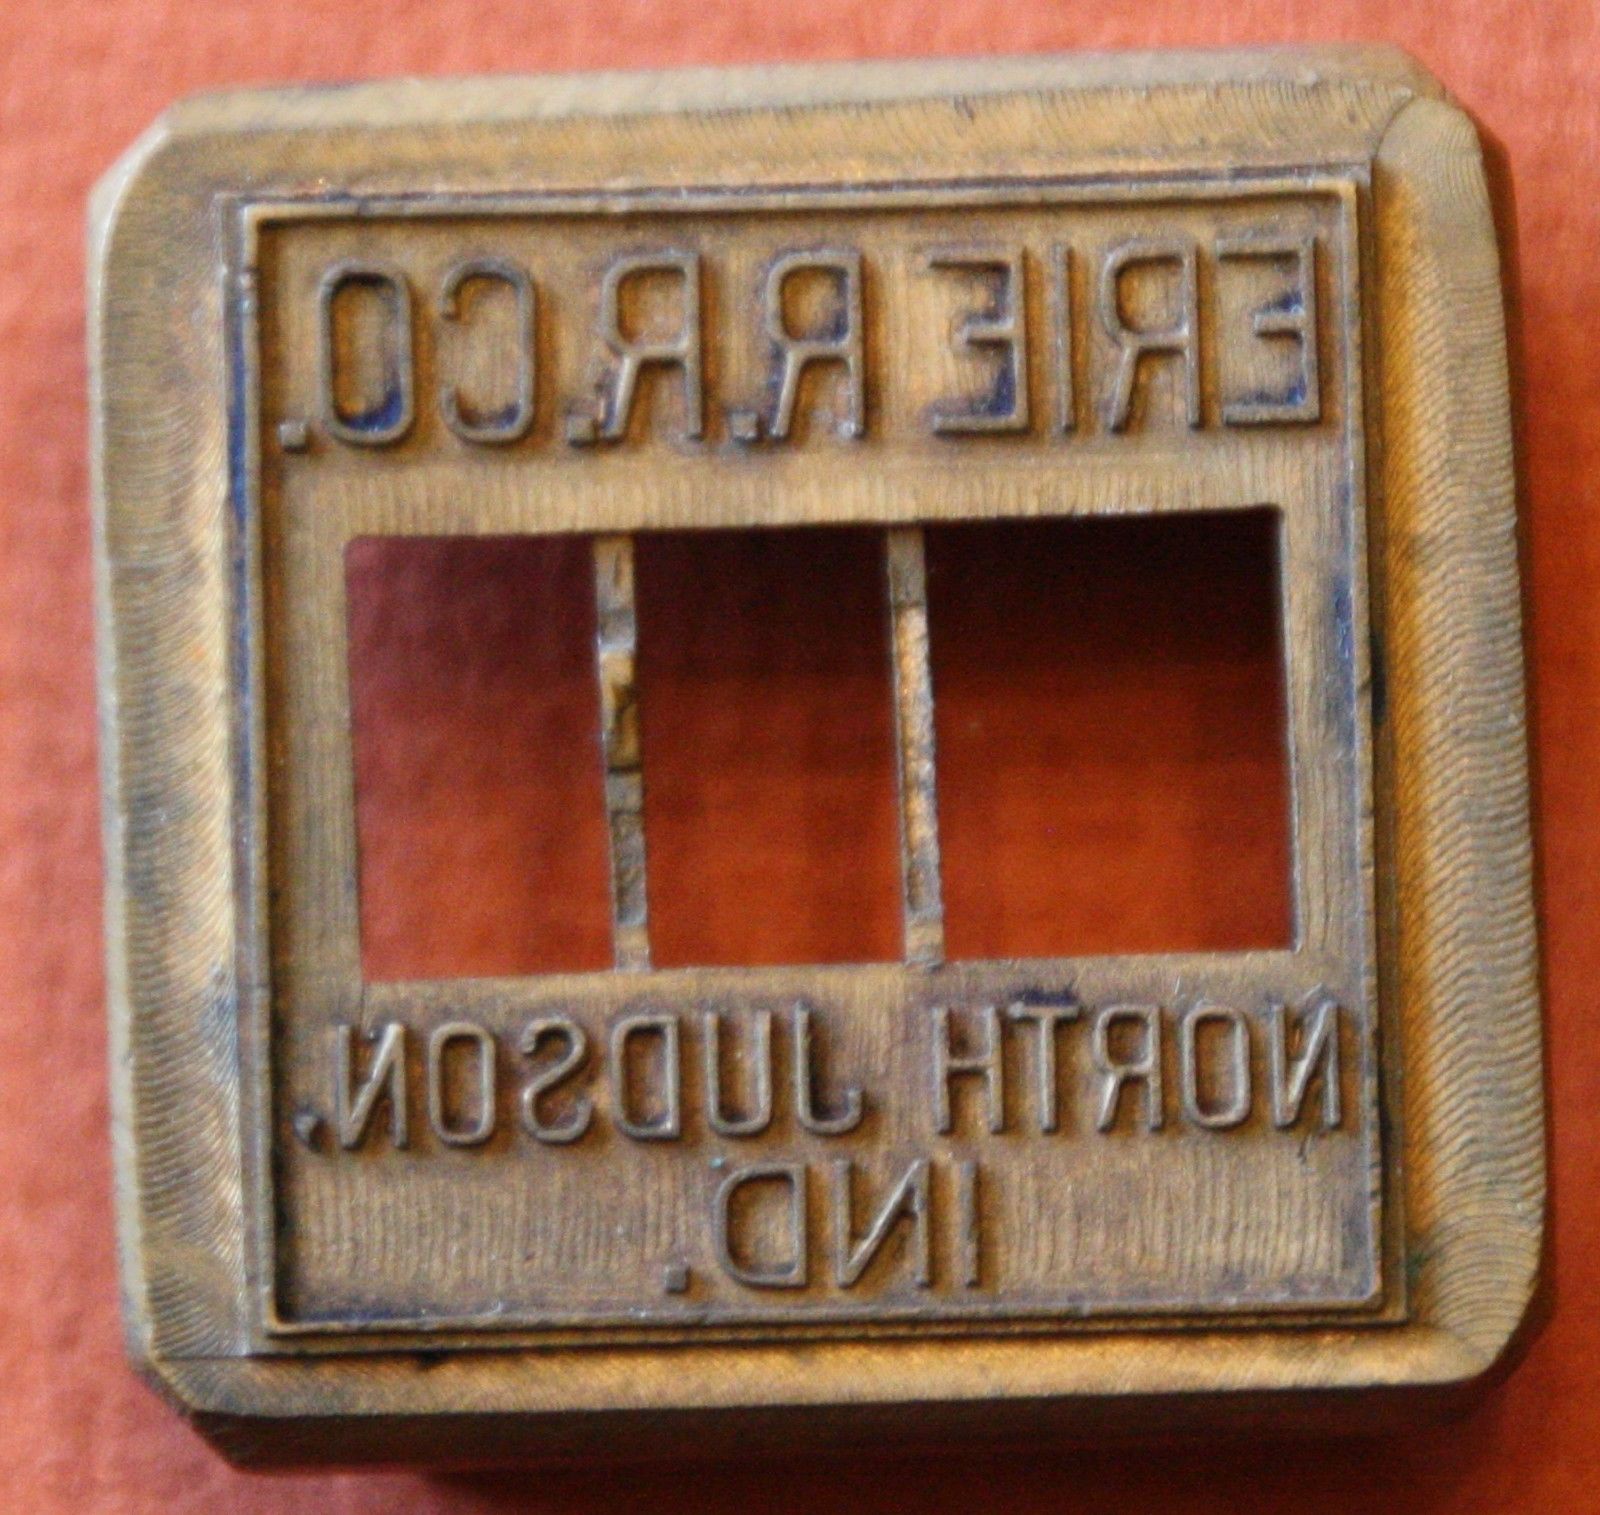 ERIE R.R.CO.
NORTH JUDSON,
IND.